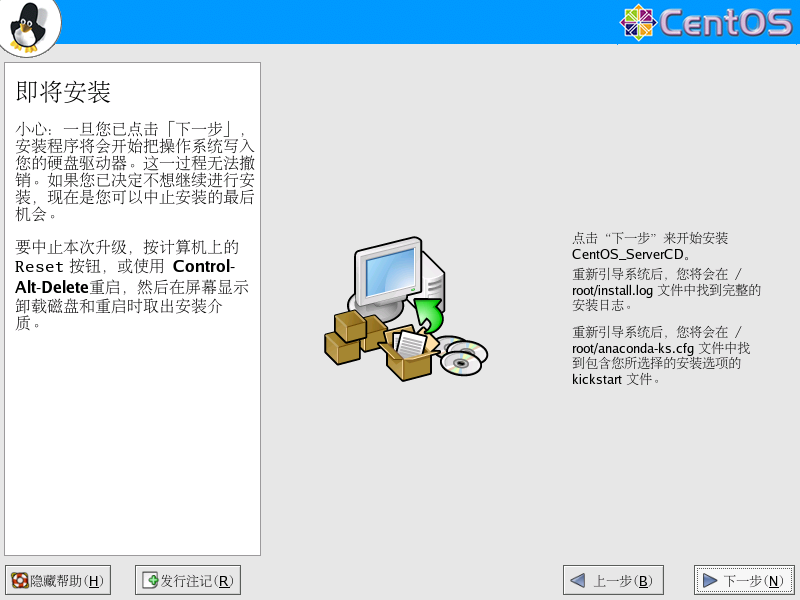 CentOS
即将安装
小心: 一旦您已点击「下一步」,
安装程序将会开始把操作系统写入
您的硬盘驱动器。这一过程无法撤
销。如果您已决定不想继续进行安
装, 现在是您可以中止安装的最后
机会。
要中止本次升级, 按计算机上的
Reset 按钮, 或使用 Control-
Alt-Delete重启, 然后在屏幕显示
卸载磁盘和重启时取出安装介
质。
点击“下一步”来开始安装
CentOS_ServerCD。
重新引导系统后, 您将会在 /
root/install.log 文件中找到完整的
安装日志。
重新引导系统后, 您将会在 /
root/anaconda-ks.cfg 文件中找
到包含您所选择的安装选项的
kickstart 文件。
隐藏帮助(H)
发行注记(R)
上一步(B)
下一步(N)